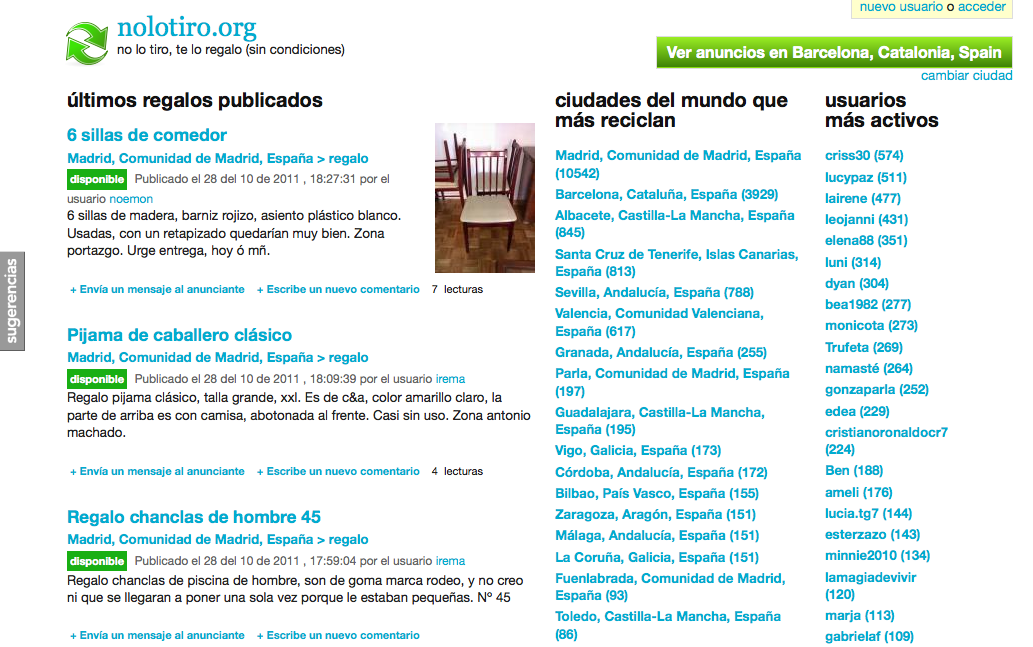 nuevo usuario o acceder
nolotiro.org
no lo tiro, te lo regalo (sin condiciones)
Ver anuncios en Barcelona, Catalonia, Spain
cambiar ciudad
sugerencias
últimos regalos publicados
6 sillas de comedor
Madrid, Comunidad de Madrid, España > regalo
disponible Publicado el 28 del 10 de 2011 , 18:27:31 por el
usuario noemon
6 sillas de madera, barniz rojizo, asiento plástico blanco.
Usadas, con un retapizado quedarían muy bien. Zona
portazgo. Urge entrega, hoy ó mñ.
+ Envía un mensaje al anunciante + Escribe un nuevo comentario 7 lecturas
Pijama de caballero clásico
Madrid, Comunidad de Madrid, España > regalo
disponible Publicado el 28 del 10 de 2011 , 18:09:39 por el usuario irema
Regalo pijama clásico, talla grande, xxl. Es de c&a, color amarillo claro, la
parte de arriba es con camisa, abotonada al frente. Casi sin uso. Zona antonio
machado.
+ Envía un mensaje al anunciante + Escribe un nuevo comentario 4 lecturas
Regalo chanclas de hombre 45
Madrid, Comunidad de Madrid, España > regalo
disponible Publicado el 28 del 10 de 2011 , 17:59:04 por el usuario irema
Regalo chanclas de piscina de hombre, son de goma marca rodeo, y no creo
ni que se llegaran a poner una sola vez porque le estaban pequeñas. Nº 45
+ Envía un mensaje al anunciante + Escribe un nuevo comentario
ciudades del mundo que
más reciclan
Madrid, Comunidad de Madrid, España
(10542)
Barcelona, Cataluña, España (3929)
Albacete, Castilla-La Mancha, España
(845)
Santa Cruz de Tenerife, Islas Canarias,
España (813)
Sevilla, Andalucía, España (788)
Valencia, Comunidad Valenciana,
España (617)
Granada, Andalucía, España (255)
Parla, Comunidad de Madrid, España
(197)
Guadalajara, Castilla-La Mancha,
España (195)
Vigo, Galicia, España (173)
Córdoba, Andalucía, España (172)
Bilbao, País Vasco, España (155)
Zaragoza, Aragón, España (151)
Málaga, Andalucía, España (151)
La Coruña, Galicia, España (151)
Fuenlabrada, Comunidad de Madrid,
España (93)
Toledo, Castilla-La Mancha, España
(86)
usuarios
más activos
criss30 (574)
lucypaz (511)
lairene (477)
leojanni (431)
elena88 (351)
luni (314)
dyan (304)
bea1982 (277)
monicota (273)
Trufeta (269)
namasté (264)
gonzaparla (252)
edea (229)
cristianoronaldocr7
(224)
Ben (188)
ameli (176)
lucia.tg7 (144)
esterzazo (143)
minnie2010 (134)
lamagiadevivir
(120)
marja (113)
gabrielaf (109)